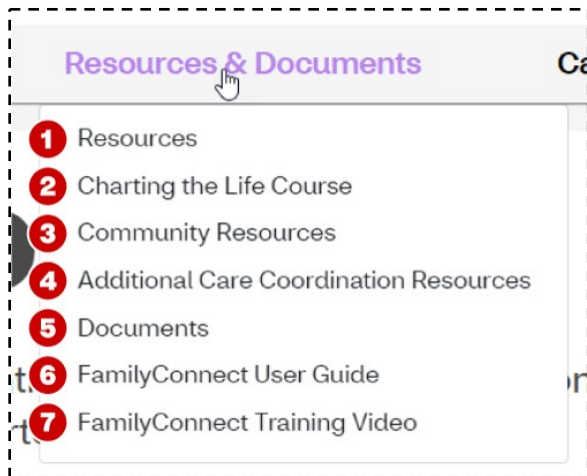 Resources & Documents
Ca
1 Resources
2 Charting the Life Course
3 Community Resources
4 Additional Care Coordination Resources
5 Documents
6 FamilyConnect User Guide
7 FamilyConnect Training Video